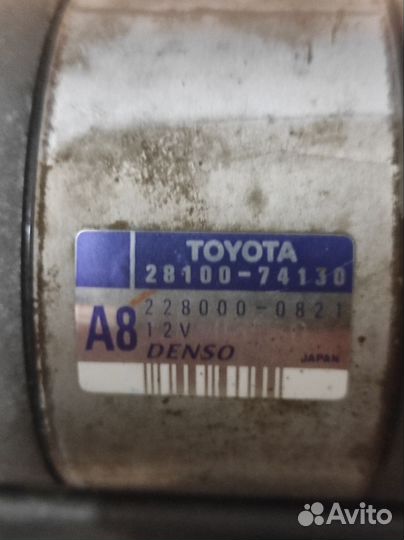 TOYOTA
28100-74130
228000-0821
A8
12V
DENSO
JAPAN
Avito